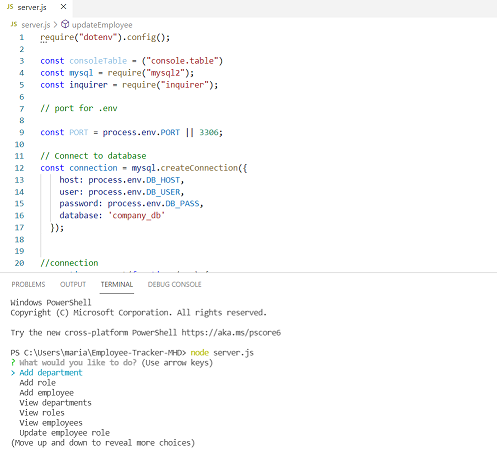 JS server.js X
JS server.js > updateEmployee
1 require("dotenv").config();
2
3 const consoleTable = ("console.table")
4 const mysql = require("mysql2");
5 const inquirer = require("inquirer");
6
7 // port for .env
8
9 const PORT = process.env.PORT || 3306;
10
11 // Connect to database
12 const connection = mysql.createConnection({
13 host: process.env.DB_HOST,
14 user: process.env.DB_USER,
15 password: process.env.DB_PASS,
16 database: 'company_db'
17 });
18
19
20 //connection
PROBLEMS OUTPUT TERMINAL DEBUG CONSOLE
Windows PowerShell
Copyright (C) Microsoft Corporation. All rights reserved.
Try the new cross-platform PowerShell https://aka.ms/pscore6
PS C:\Users\maria\Employee-Tracker-MHD> node server.js
? What would you like to do? (Use arrow keys)
> Add department
Add role
Add employee
View departments
View roles
View employees
Update employee role
(Move up and down to reveal more choices)